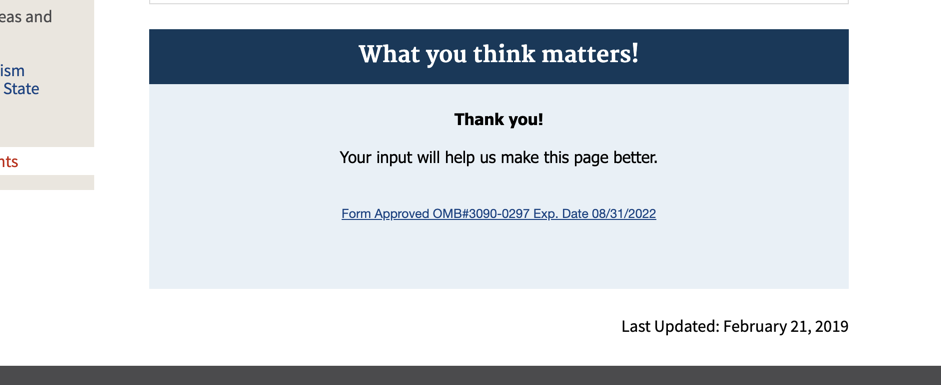 eas and
ism
State
nts
What you think matters!
Thank you!
Your input will help us make this page better.
Form Approved OMB#3090-0297 Exp. Date 08/31/2022
Last Updated: February 21, 2019